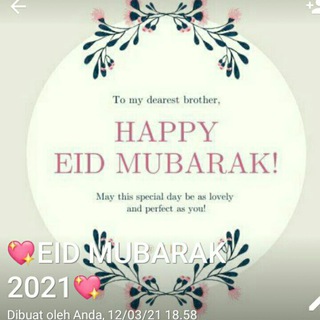 To my dearest brother,
HAPPY
EID MUBARAK!
May this special day be as lovely
and perfect as you!
💖EID MUBARAK
2021💖
Dibuat oleh Anda, 12/03/21 18.58